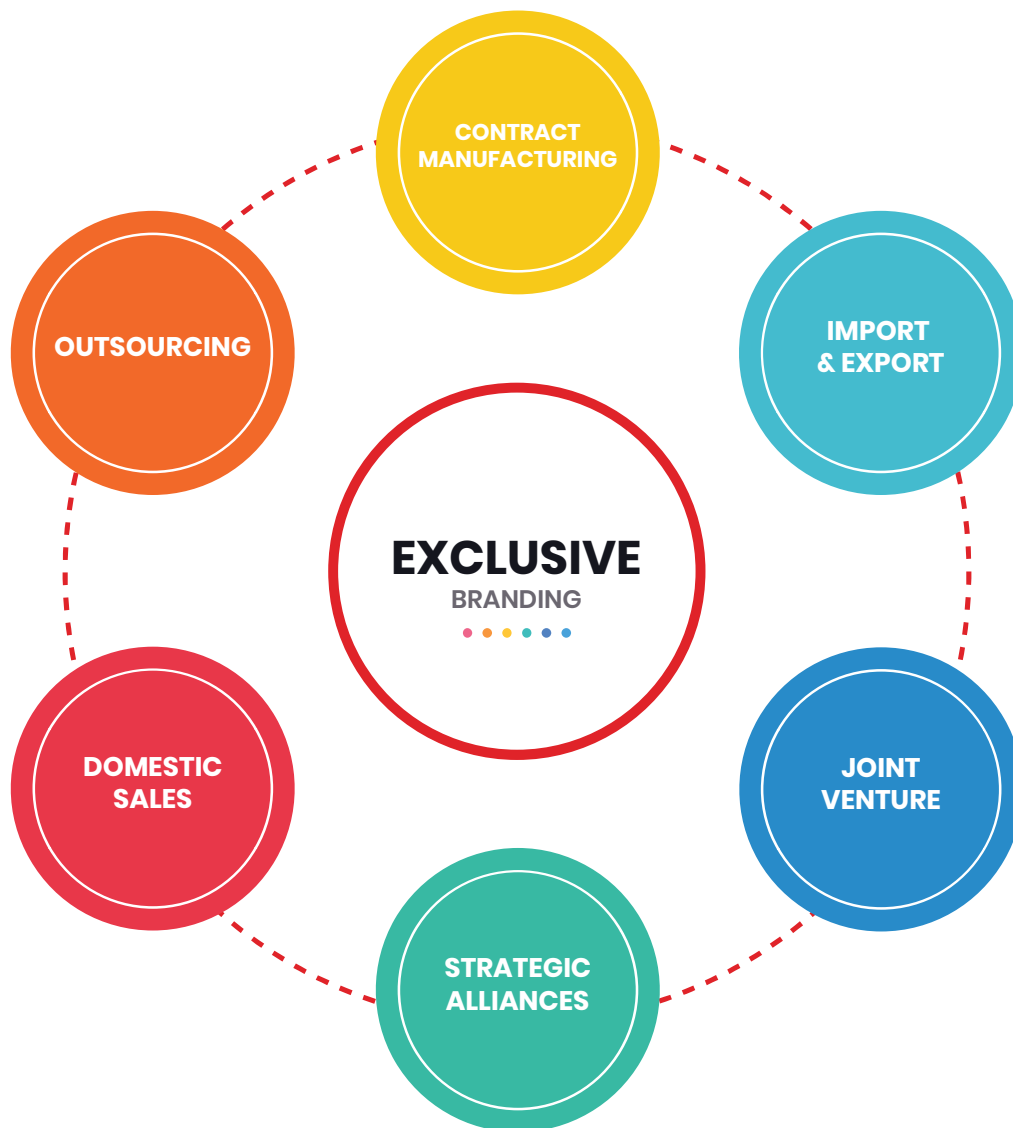 CONTRACT
MANUFACTURING
OUTSOURCING
IMPORT
& EXPORT
EXCLUSIVE
BRANDING
DOMESTIC
SALES
JOINT
VENTURE
STRATEGIC
ALLIANCES